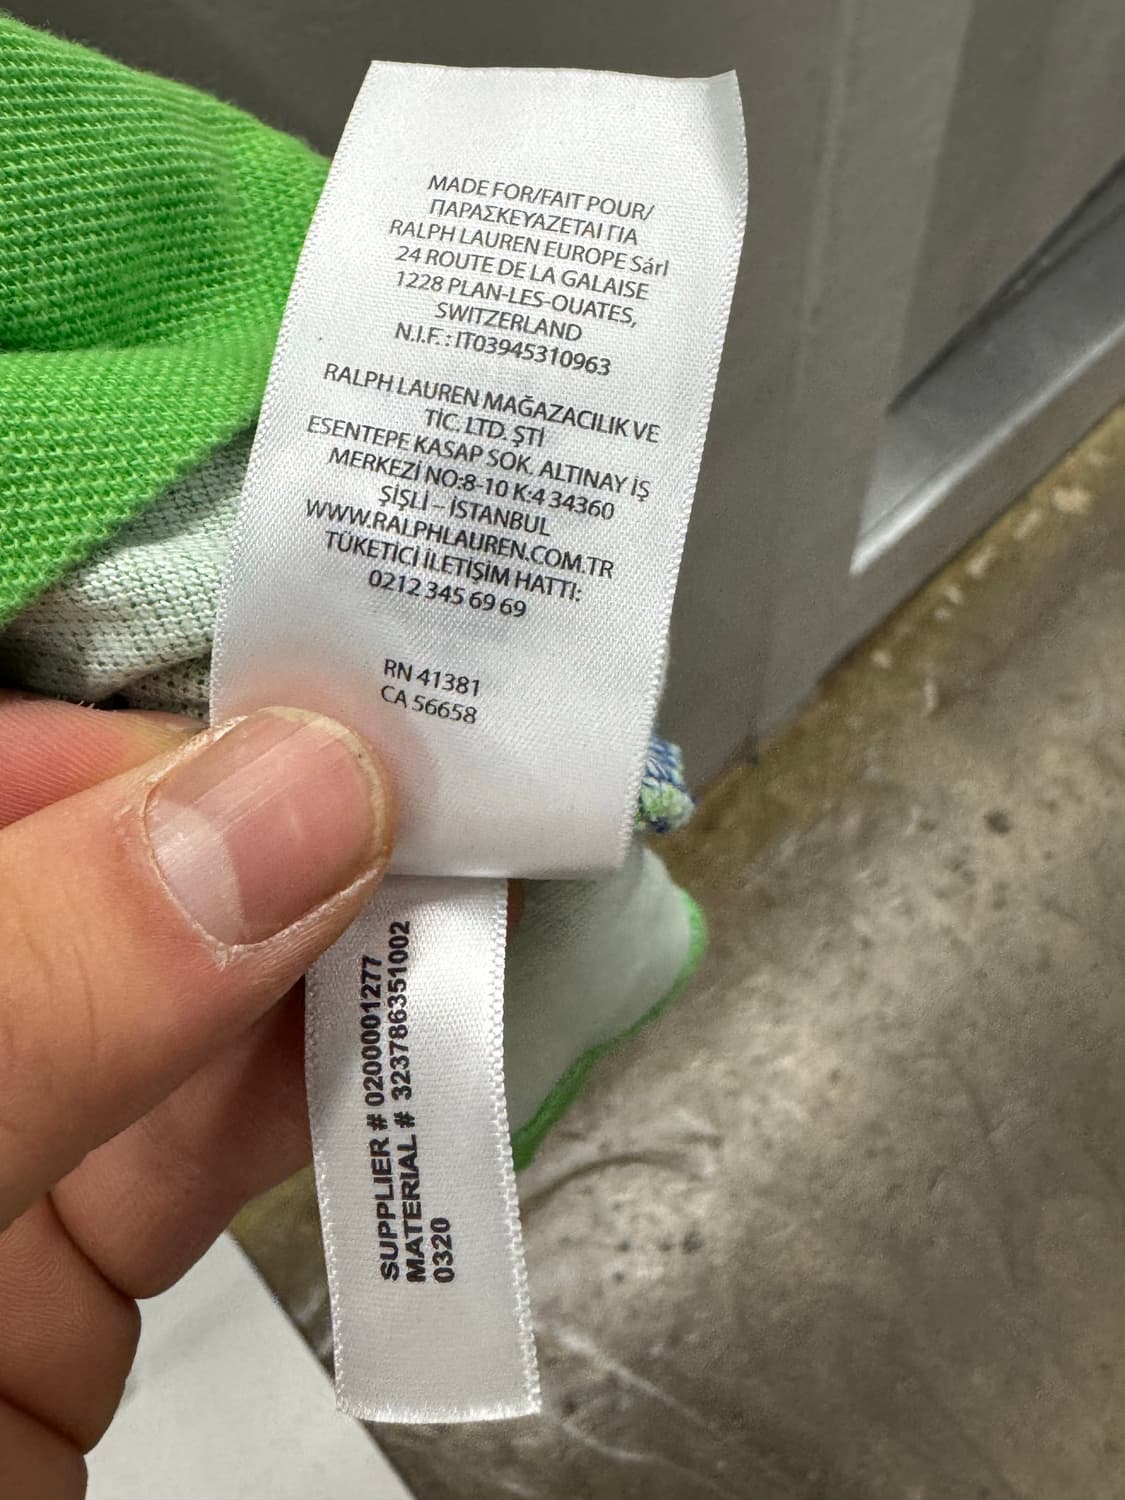 MADE FOR/FAIT POUR/
ΠΑΡΑΣΚΕΥΑΖΕΤΑΙ ΓΙΑ
RALPH LAUREN EUROPE Sárl
24 ROUTE DE LA GALAISE
1228 PLAN-LES-OUATES,
SWITZERLAND
N.I.F. : IT03945310963
RALPH LAUREN MAĞAZACILIK VE
TİC. LTD. ŞTİ
ESENTEPE KASAP SOK. ALTINAY İŞ
MERKEZİ NO:8-10 K:4 34360
ŞİŞLİ – İSTANBUL
WWW.RALPHLAUREN.COM.TR
TÜKETİCİ İLETİŞİM HATTI:
0212 345 69 69
RN 41381
CA 56658
SUPPLIER # 0200001277
MATERIAL # 323786351002
0320